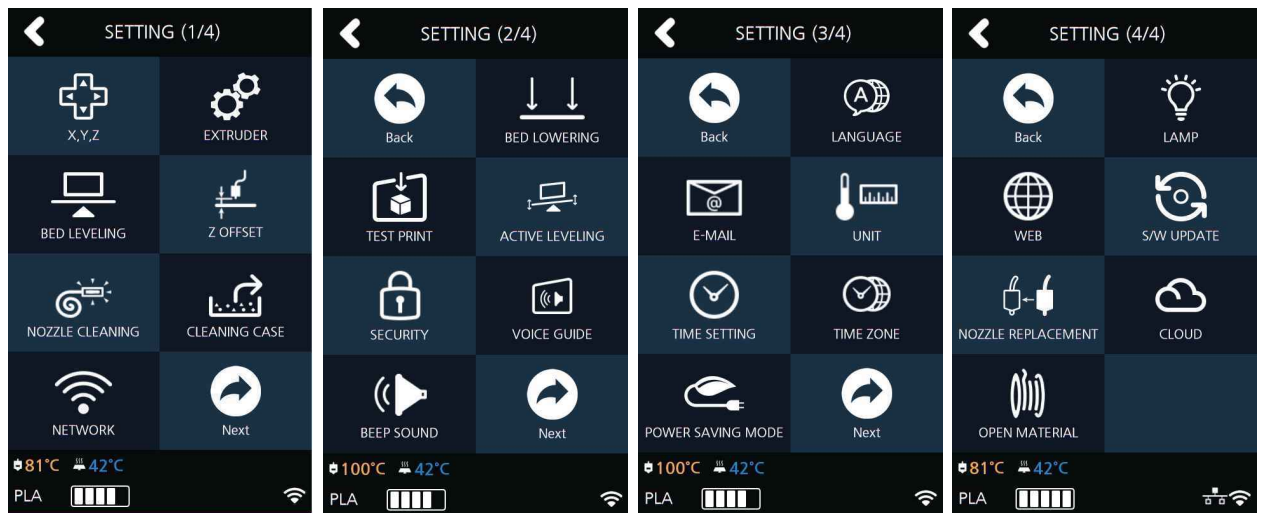 SETTING (1/4)
X,Y,Z
EXTRUDER
BED LEVELING
Z OFFSET
NOZZLE CLEANING
CLEANING CASE
NETWORK
Next
81°C 42°C
PLA
SETTING (2/4)
Back
BED LOWERING
TEST PRINT
ACTIVE LEVELING
SECURITY
VOICE GUIDE
BEEP SOUND
Next
100°C 42°C
PLA
SETTING (3/4)
Back
A
LANGUAGE
@
E-MAIL
UNIT
TIME SETTING
TIME ZONE
POWER SAVING MODE
Next
100°C 42°C
PLA
SETTING (4/4)
Back
LAMP
WEB
S/W UPDATE
NOZZLE REPLACEMENT
CLOUD
OPEN MATERIAL
81°C 42°C
PLA